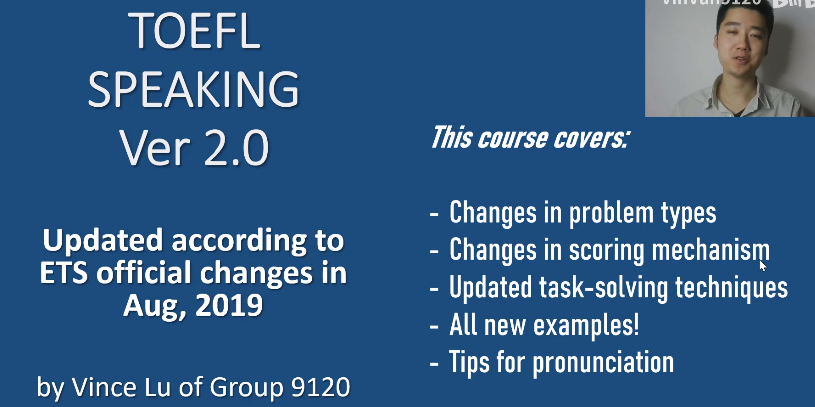 TOEFL
SPEAKING
Ver 2.0
Updated according to
ETS official changes in
Aug, 2019
by Vince Lu of Group 9120
This course covers:
- Changes in problem types
- Changes in scoring mechanism
- Updated task-solving techniques
- All new examples!
- Tips for pronunciation